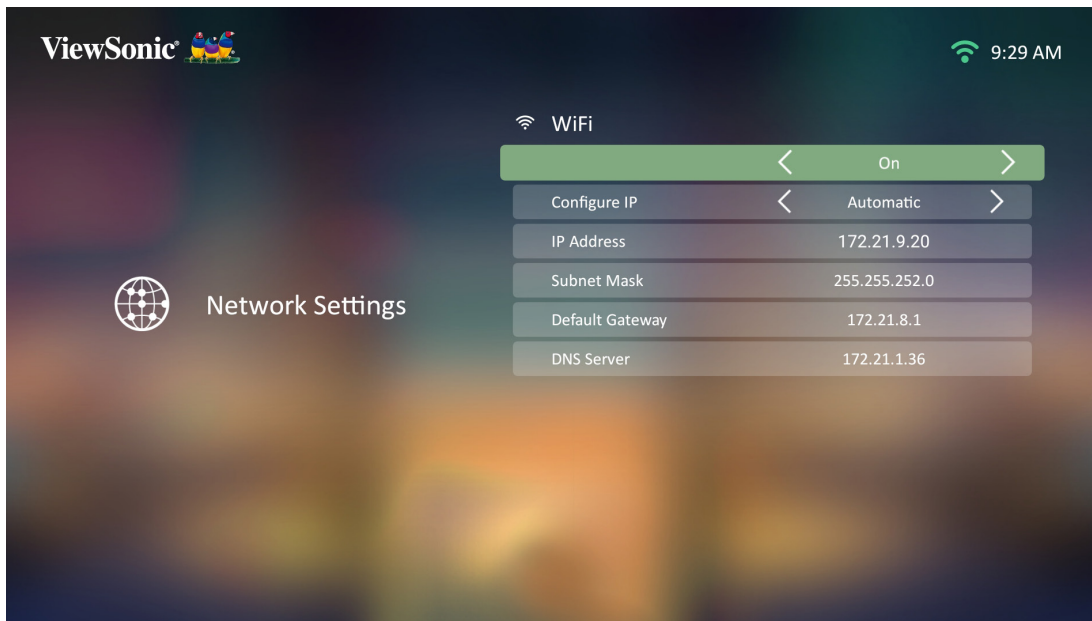 ViewSonic®
9:29 AM
WiFi
On
Configure IP Automatic
IP Address 172.21.9.20
Subnet Mask 255.255.252.0
Network Settings
Default Gateway 172.21.8.1
DNS Server 172.21.1.36